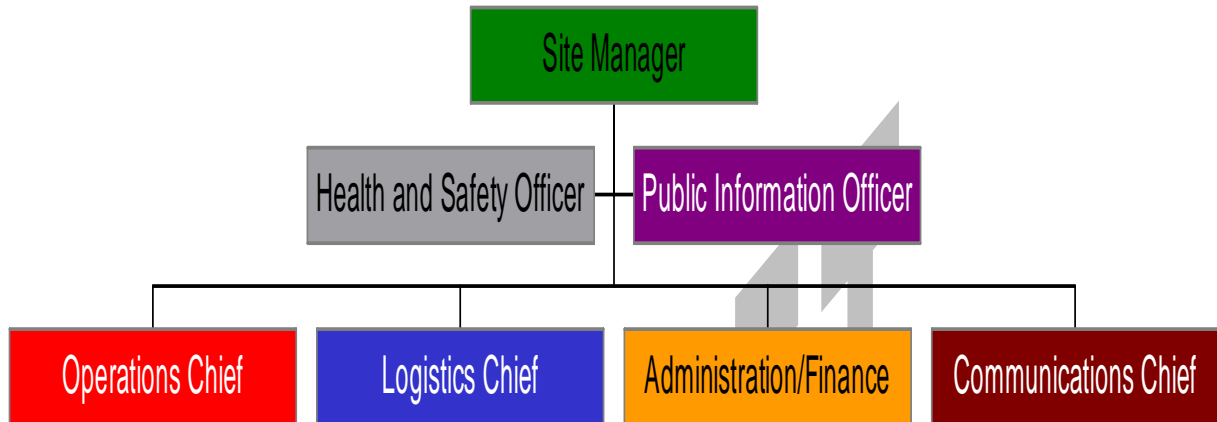 Site Manager
Health and Safety Officer
Public Information Officer
Operations Chief
Logistics Chief
Administration/Finance
Communications Chief